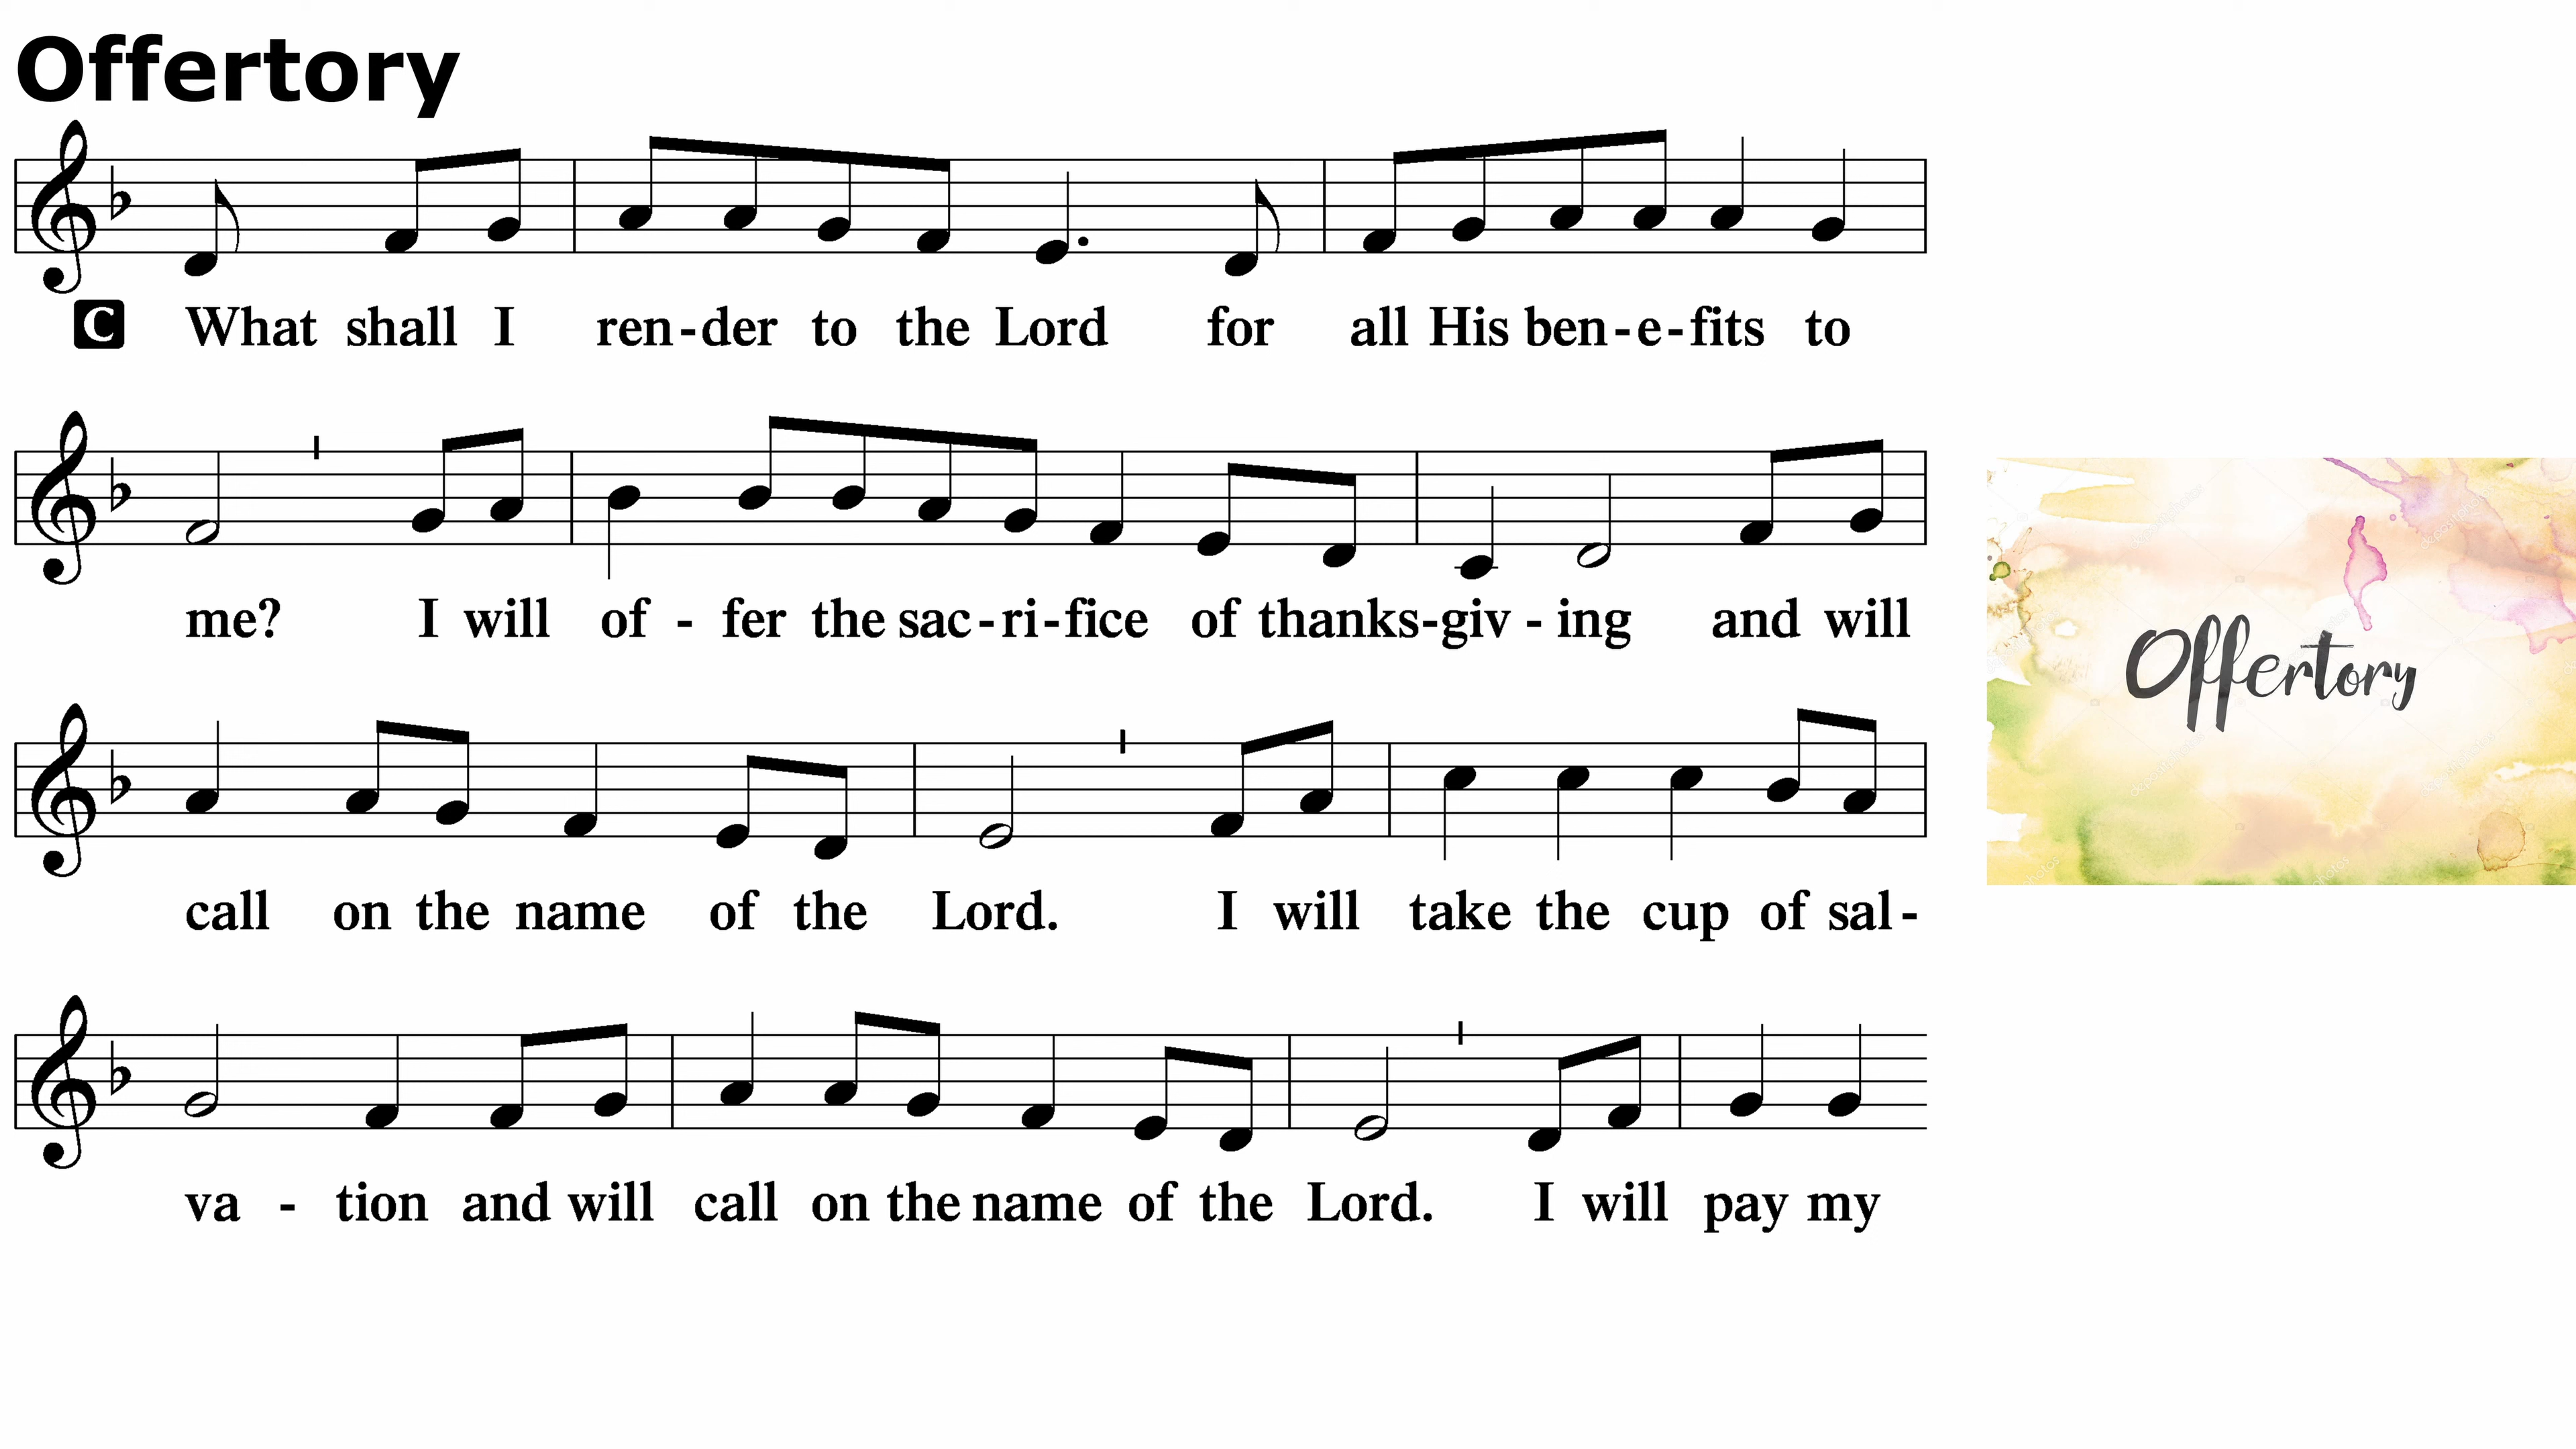 Offertory
C What shall I ren-der to the Lord for all His ben-e-fits to
me? I will of - fer the sac-ri-fice of thanks-giv - ing and will
call on the name of the Lord. I will take the cup of sal-
va - tion and will call on the name of the Lord. I will pay my
Offertory